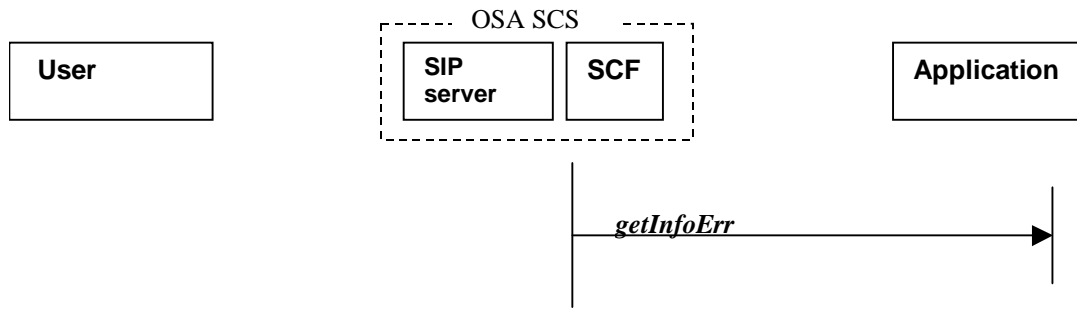 OSA SCS
User
SIP
server
SCF
Application
getInfoErr